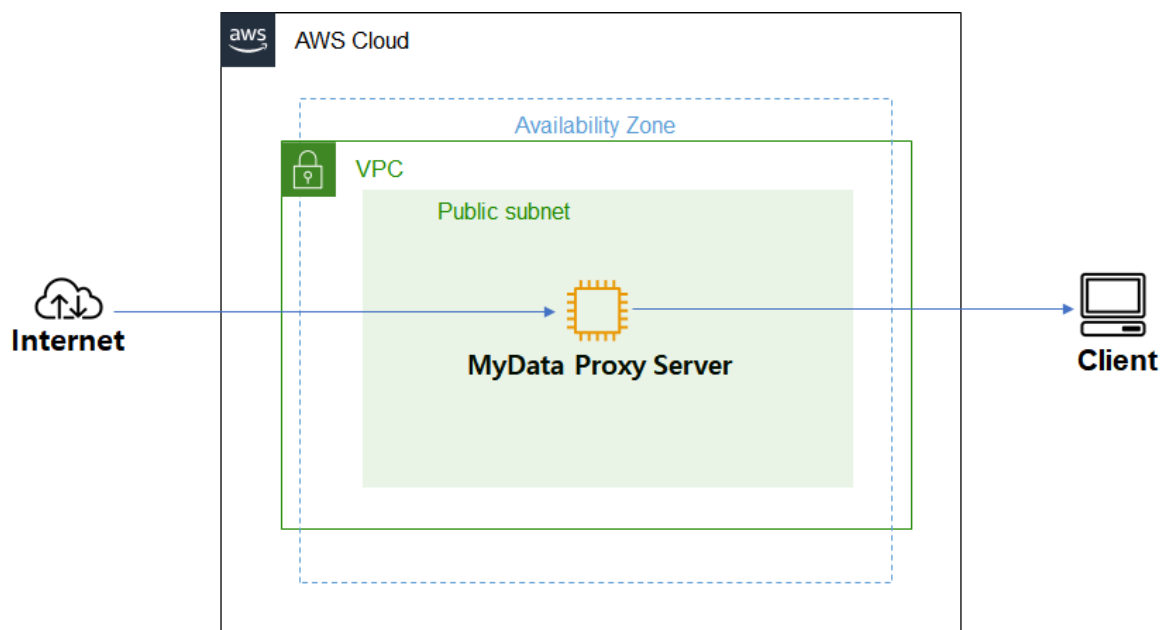 aws
AWS Cloud
Availability Zone
VPC
Public subnet
Internet
MyData Proxy Server
Client